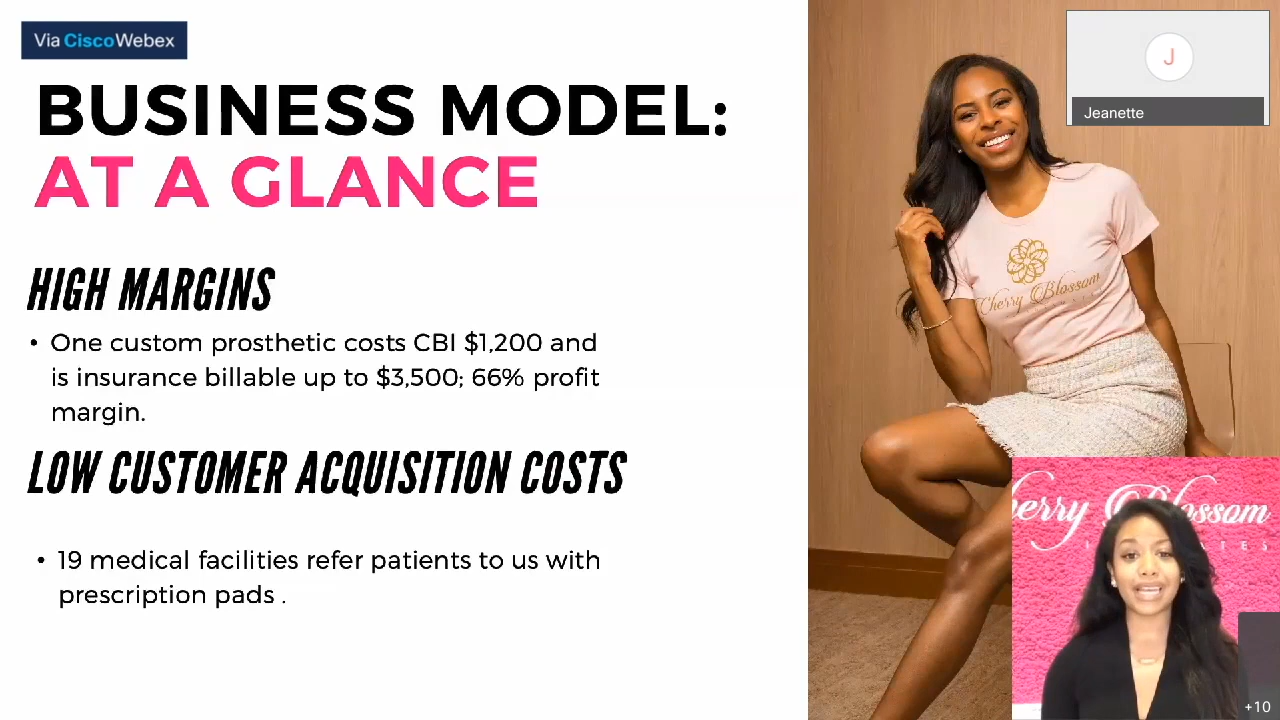 Via CiscoWebex
BUSINESS MODEL:
AT A GLANCE
HIGH MARGINS
• One custom prosthetic costs CBI $1,200 and
is insurance billable up to $3,500; 66% profit
margin.
LOW CUSTOMER ACQUISITION COSTS
• 19 medical facilities refer patients to us with
prescription pads .
J
Jeanette
Cherry Blossom
erry Blossom
+10